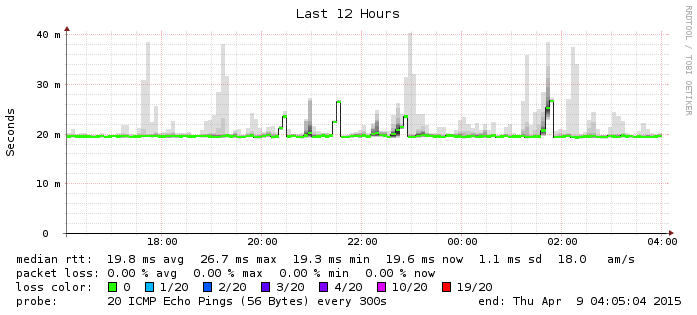 Last 12 Hours
RRDTOOL / TOBI OETIKER
Seconds
40 m
30 m
20 m
10 m
0
18:00 20:00 22:00 00:00 02:00 04:00
median rtt: 19.8 ms avg 26.7 ms max 19.3 ms min 19.6 ms now 1.1 ms sd 18.0 am/s
packet loss: 0.00 % avg 0.00 % max 0.00 % min 0.00 % now
loss color: 0 1/20 2/20 3/20 4/20 10/20 19/20
probe: 20 ICMP Echo Pings (56 Bytes) every 300s end: Thu Apr 9 04:05:04 2015